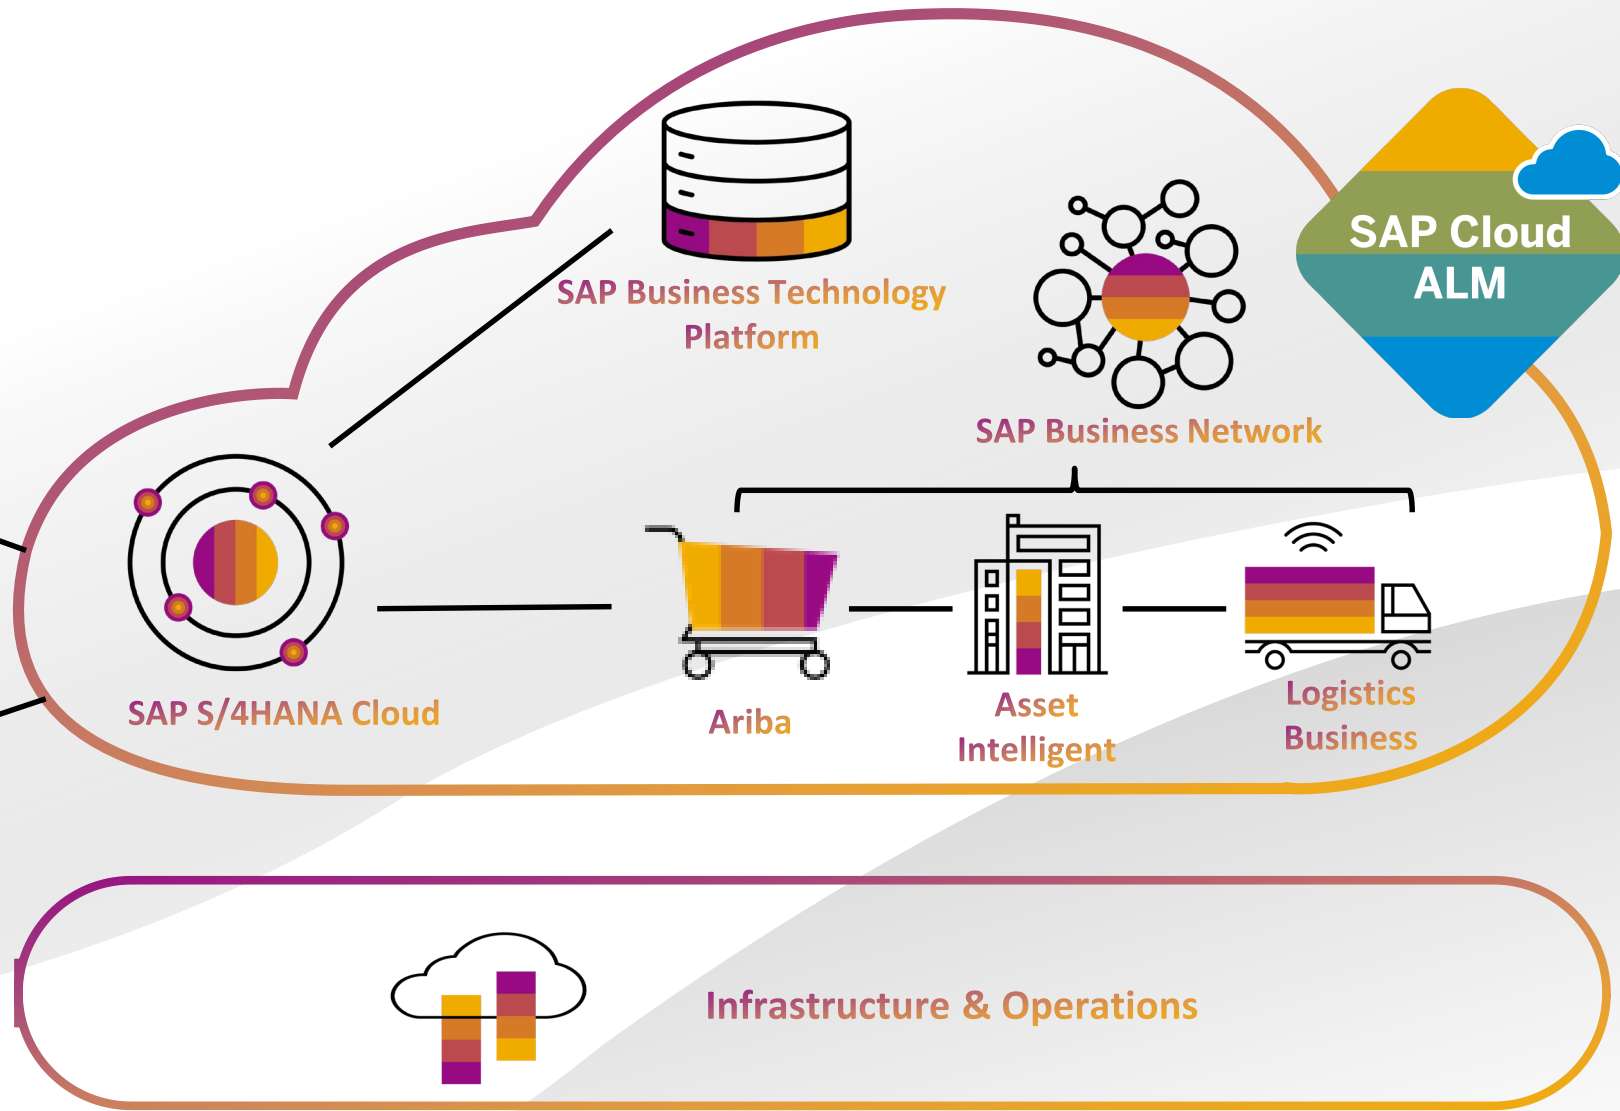 SAP Business Technology
Platform
SAP Cloud
ALM
SAP Business Network
SAP S/4HANA Cloud
Ariba
Asset
Intelligent
Logistics
Business
Infrastructure & Operations